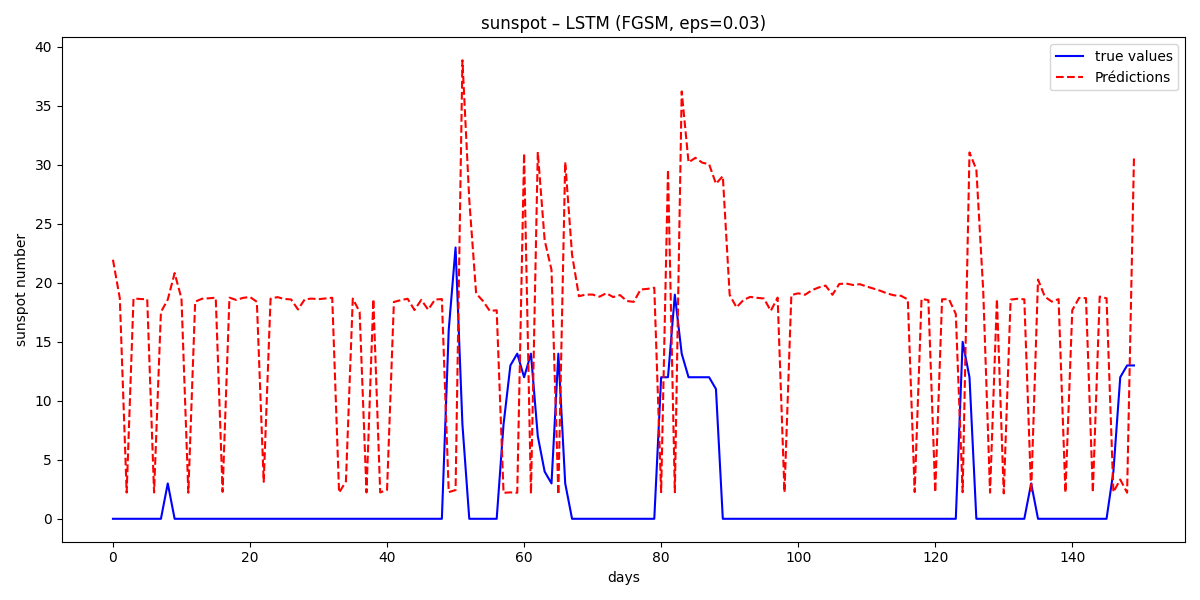 sunspot – LSTM (FGSM, eps=0.03)
true values
Prédictions
sunspot number
40
35
30
25
20
15
10
5
0
0 20 40 60 80 100 120 140
days